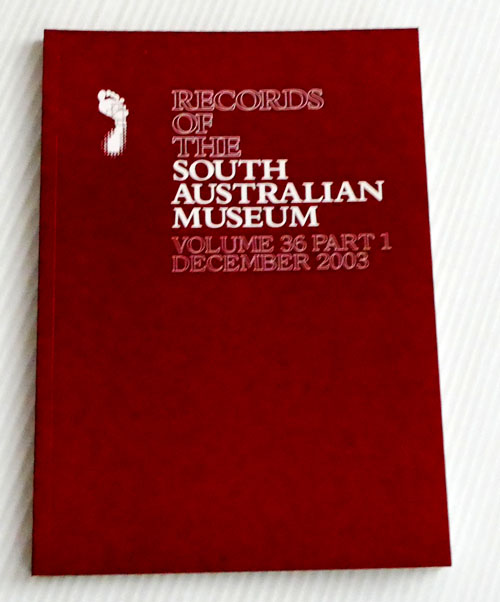 RECORDS
OF
THE
SOUTH
AUSTRALIAN
MUSEUM
VOLUME 36 PART 1
DECEMBER 2003